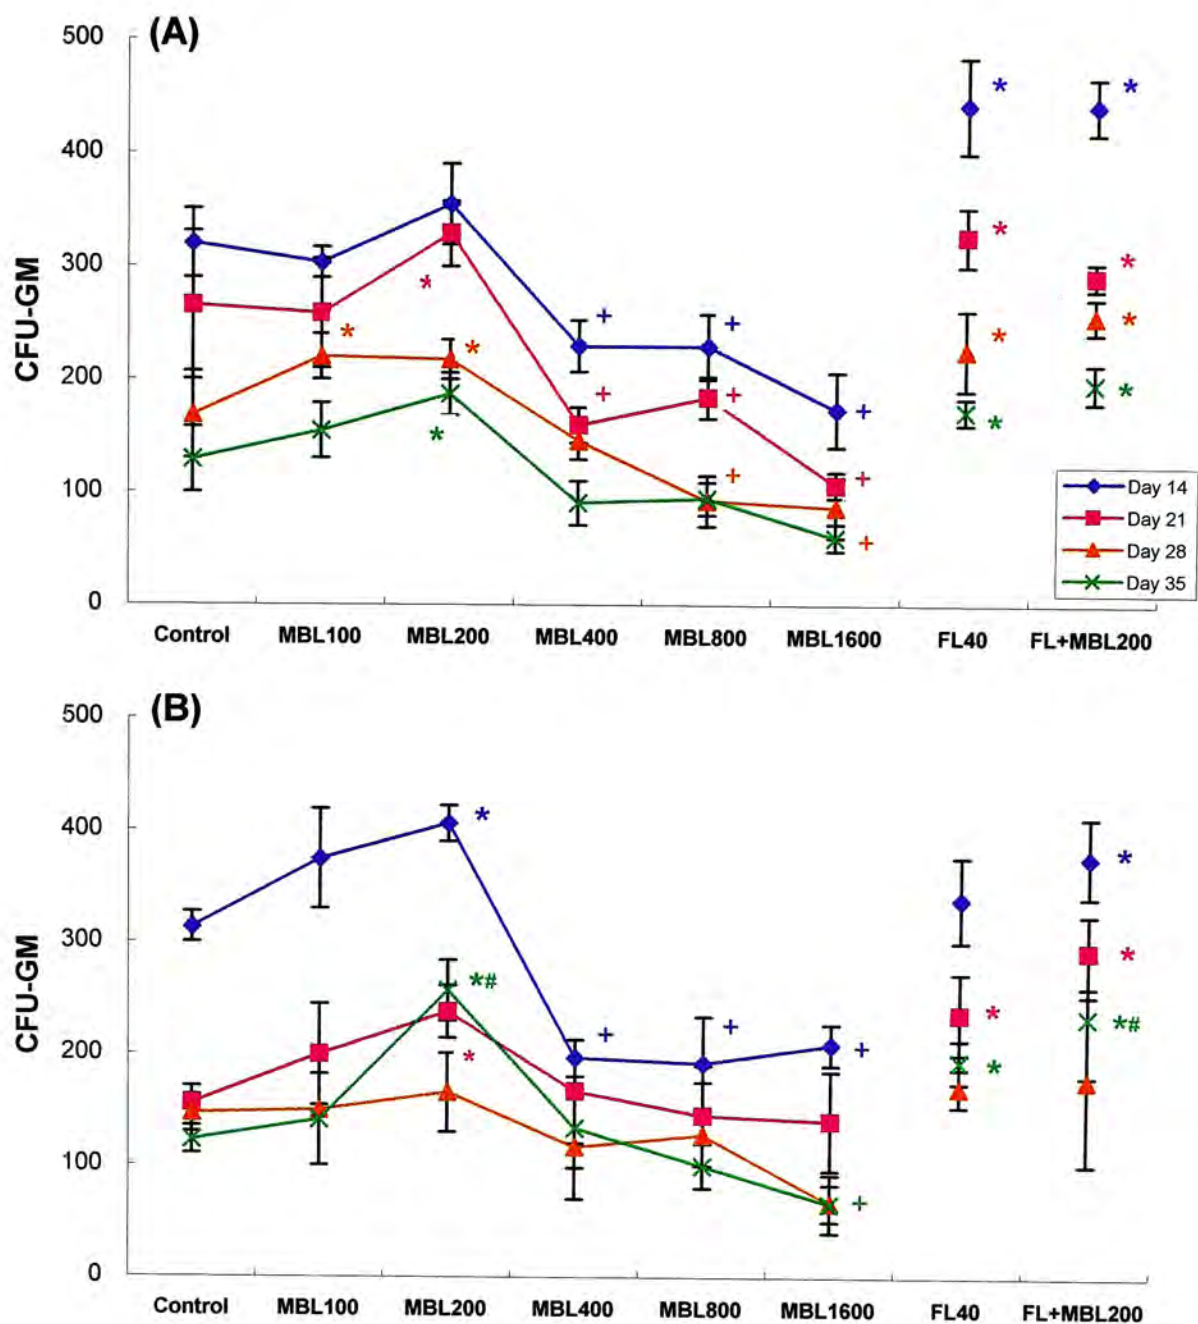 (A)
500
400
300
200
100
0
CFU-GM
* *
* *
* * * *
* * * *
+ + +
+ + +
+ +
Day 14
Day 21
Day 28
Day 35
Control MBL100 MBL200 MBL400 MBL800 MBL1600 FL40 FL+MBL200
(B)
500
400
300
200
100
0
CFU-GM
* *
*# * *
* * *#
+ + +
+
Control MBL100 MBL200 MBL400 MBL800 MBL1600 FL40 FL+MBL200